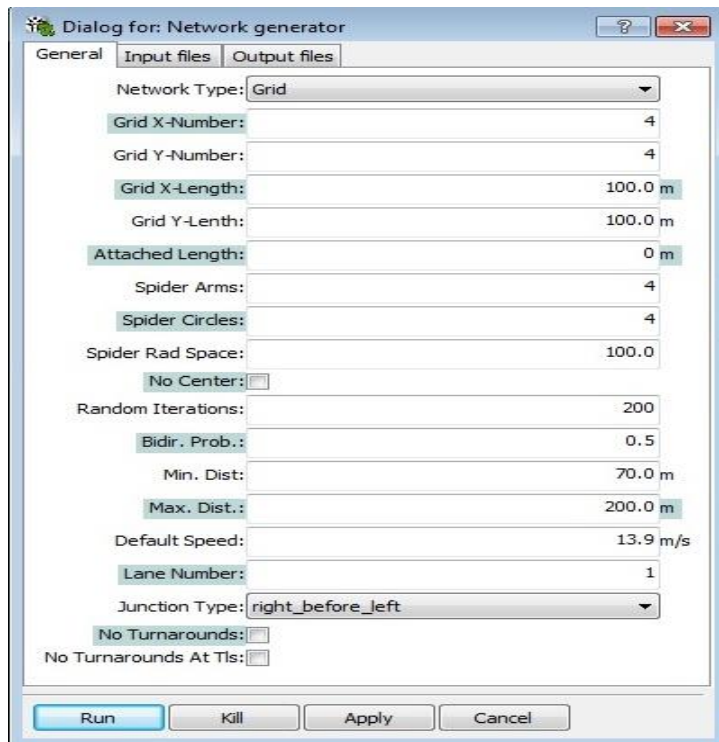 Dialog for: Network generator
General Input files Output files
Network Type: Grid
Grid X-Number: 4
Grid Y-Number: 4
Grid X-Length: 100.0 m
Grid Y-Lenth: 100.0 m
Attached Length: 0 m
Spider Arms: 4
Spider Circles: 4
Spider Rad Space: 100.0
No Center:
Random Iterations: 200
Bidir. Prob.: 0.5
Min. Dist: 70.0 m
Max. Dist.: 200.0 m
Default Speed: 13.9 m/s
Lane Number: 1
Junction Type: right_before_left
No Turnarounds:
No Turnarounds At Tls:
Run Kill Apply Cancel